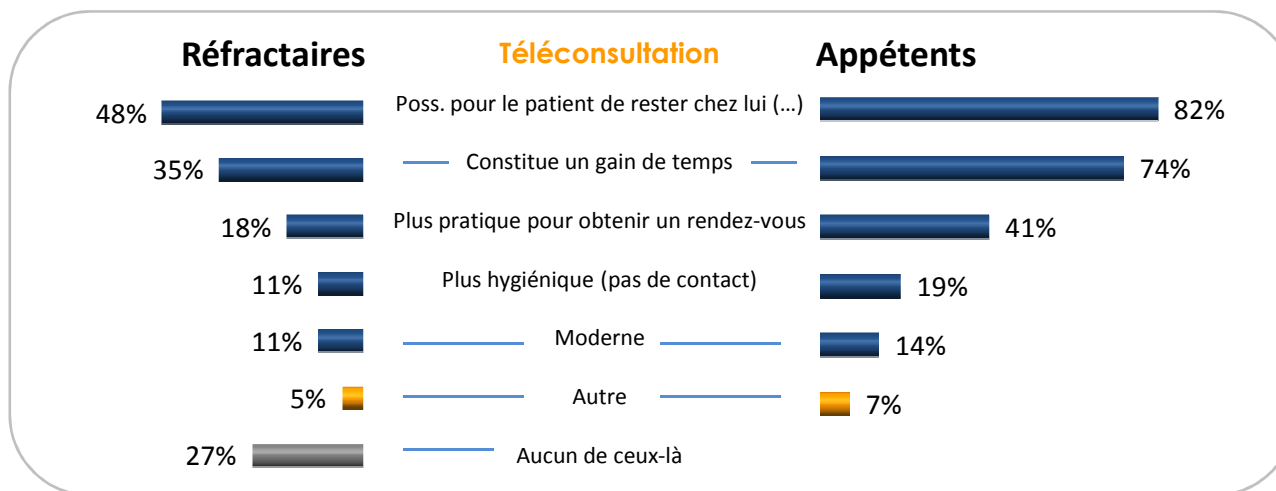 Réfractaires Téléconsultation Appétents
48% Poss. pour le patient de rester chez lui (...) 82%
35% Constitue un gain de temps 74%
18% Plus pratique pour obtenir un rendez-vous 41%
11% Plus hygiénique (pas de contact) 19%
11% Moderne 14%
5% Autre 7%
27% Aucun de ceux-là